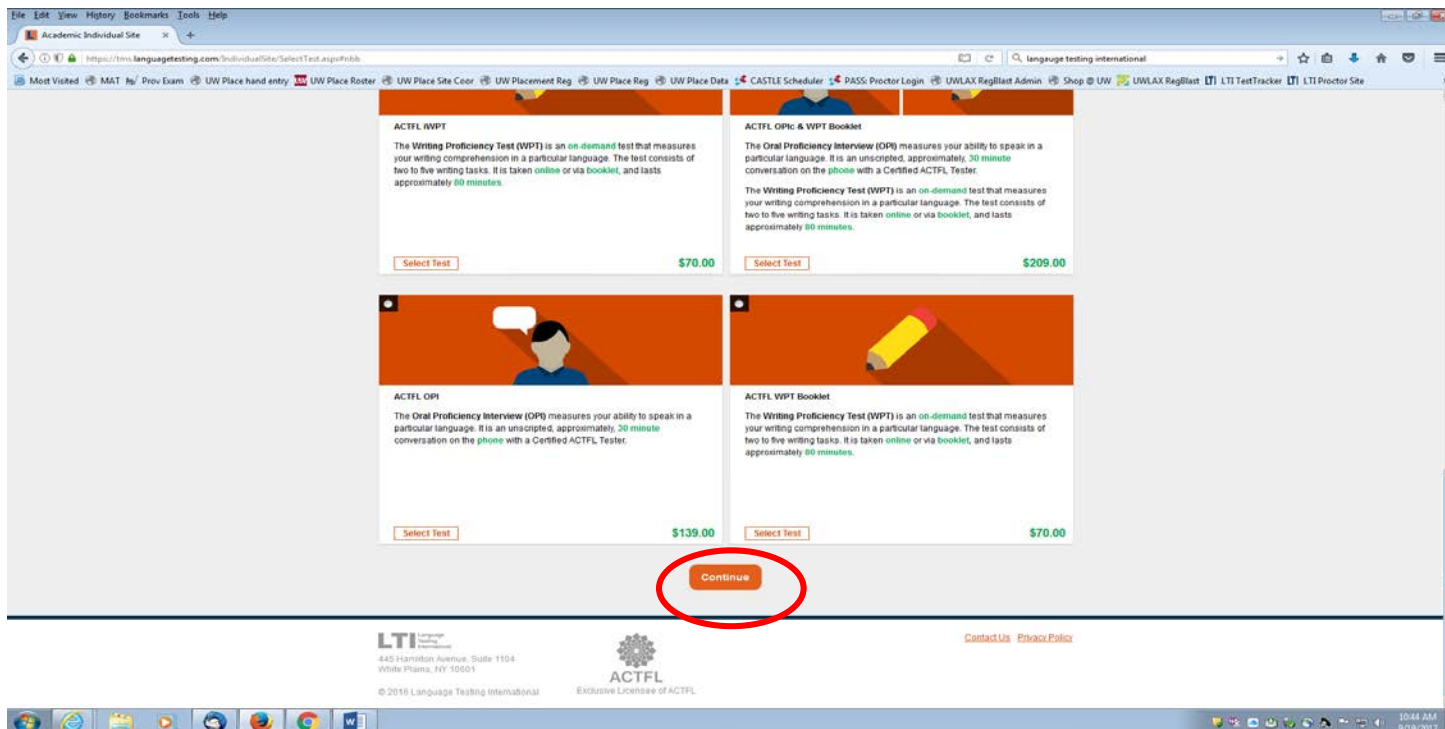 File Edit View History Bookmarks Tools Help
Academic Individual Site × +
https://tms.languagetesting.com/IndividualSite/SelectTest.aspx#nbb
langauge testing international
Most Visited MAT Prov Exam UW Place hand entry UW Place Roster UW Place Site Coor UW Placement Reg UW Place Reg UW Place Data CASTLE Scheduler PASS: Proctor Login UWLAX RegBlast Admin Shop @ UW UWLAX RegBlast LTI TestTracker LTI Proctor Site
ACTFL iWPT
The Writing Proficiency Test (WPT) is an on-demand test that measures
your writing comprehension in a particular language. The test consists of
two to five writing tasks. It is taken online or via booklet, and lasts
approximately 80 minutes.
Select Test $70.00
ACTFL OPIc & WPT Booklet
The Oral Proficiency Interview (OPI) measures your ability to speak in a
particular language. It is an unscripted, approximately, 30 minute
conversation on the phone with a Certified ACTFL Tester.
The Writing Proficiency Test (WPT) is an on-demand test that measures
your writing comprehension in a particular language. The test consists of
two to five writing tasks. It is taken online or via booklet, and lasts
approximately 80 minutes.
Select Test $209.00
ACTFL OPI
The Oral Proficiency Interview (OPI) measures your ability to speak in a
particular language. It is an unscripted, approximately, 30 minute
conversation on the phone with a Certified ACTFL Tester.
Select Test $139.00
ACTFL WPT Booklet
The Writing Proficiency Test (WPT) is an on-demand test that measures
your writing comprehension in a particular language. The test consists of
two to five writing tasks. It is taken online or via booklet, and lasts
approximately 80 minutes.
Select Test $70.00
Continue
LTI Language Testing International
445 Hamilton Avenue, Suite 1104
White Plains, NY 10601
© 2016 Language Testing International
ACTFL
Exclusive Licensee of ACTFL
Contact Us Privacy Policy
10:44 AM
9/19/2017